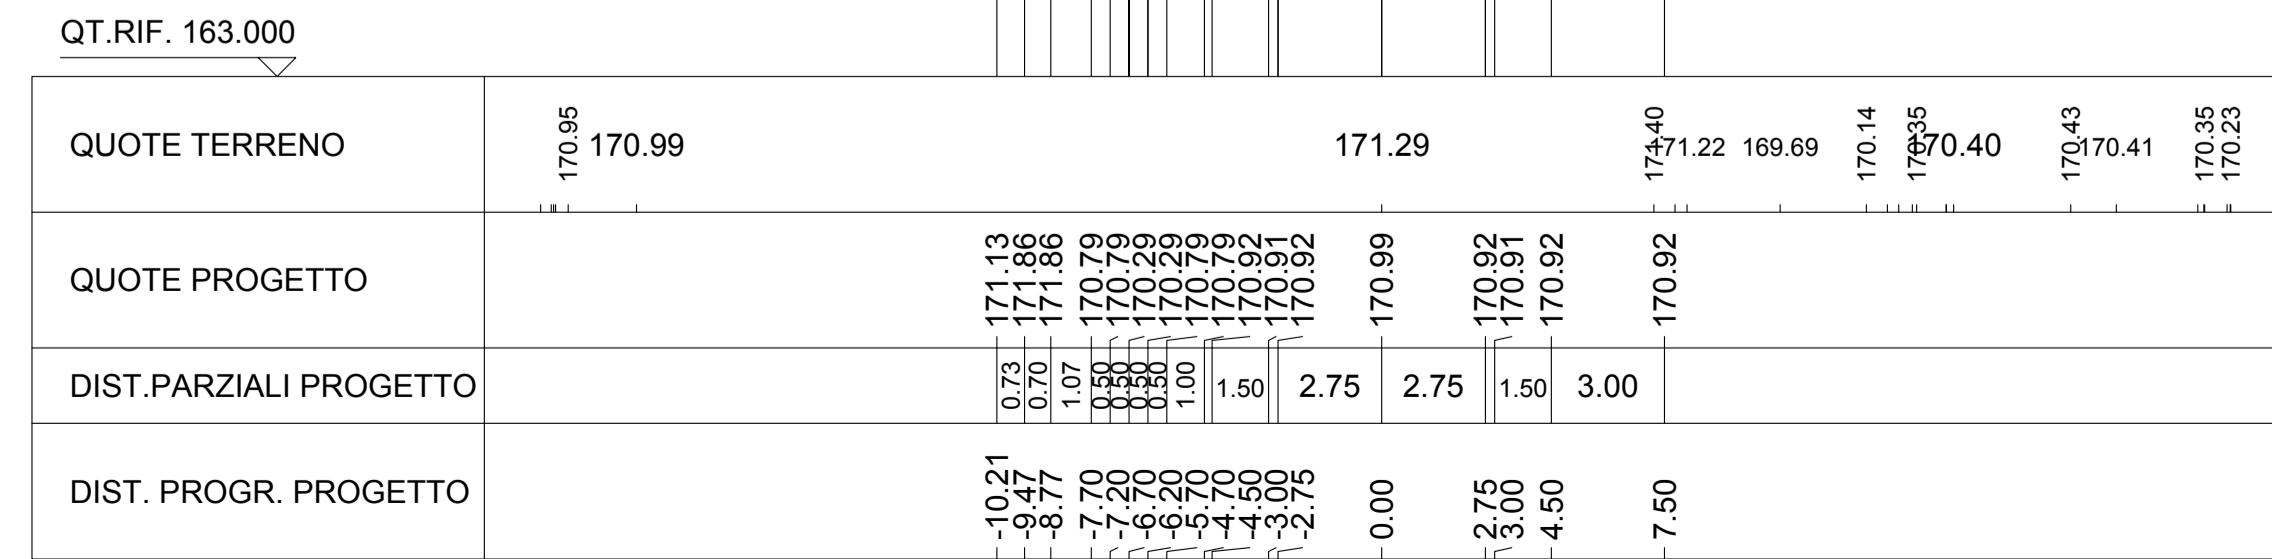 QT.RIF. 163.000
QUOTE TERRENO 170.95 170.99 171.29 171.40 171.22 169.69 170.14 170.35 170.40 170.43 170.41 170.35 170.23
QUOTE PROGETTO 171.13 171.86 171.86 170.79 170.79 170.29 170.29 170.79 170.79 170.92 170.91 170.92 170.99 170.92 170.91 170.92 170.92
DIST.PARZIALI PROGETTO 0.73 0.70 1.07 0.50 0.50 0.50 0.50 1.00 1.50 2.75 2.75 1.50 3.00
DIST. PROGR. PROGETTO -10.21 -9.47 -8.77 -7.70 -7.20 -6.70 -6.20 -5.70 -4.70 -4.50 -3.00 -2.75 0.00 2.75 3.00 4.50 7.50